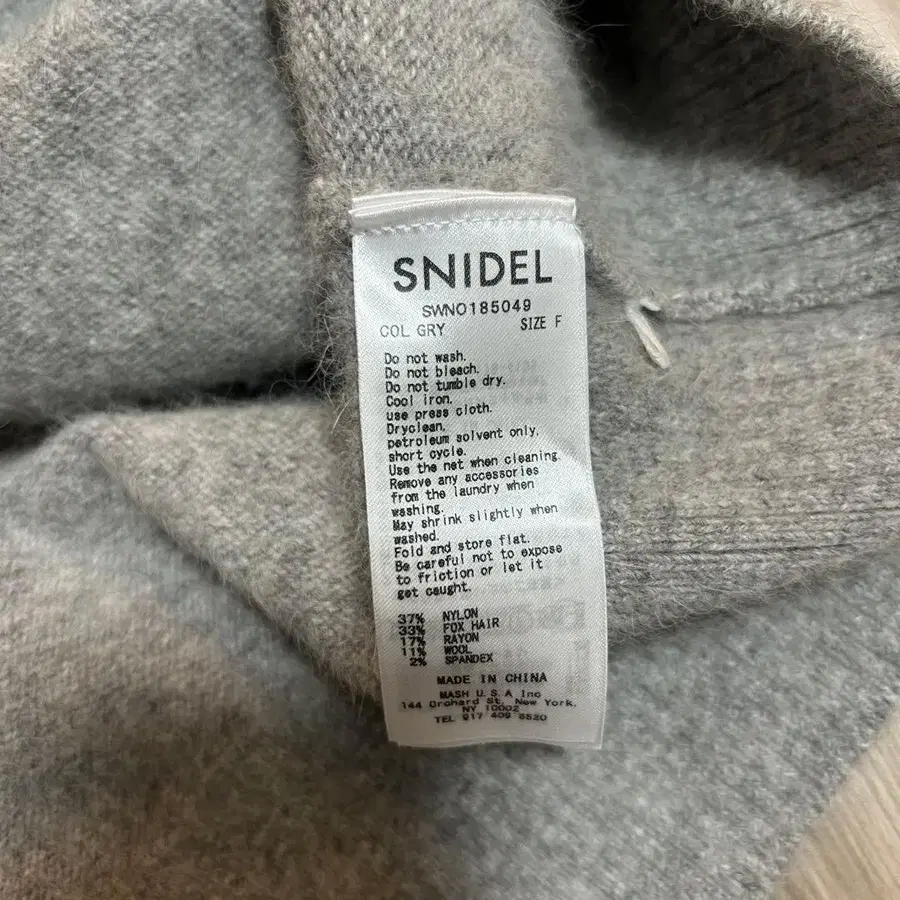 SNIDEL
SWNO185049
COL GRY SIZE F
Do not wash.
Do not bleach.
Do not tumble dry.
Cool iron.
use press cloth.
Dryclean,
petroleum solvent only,
short cycle.
Use the net when cleaning.
Remove any accessories
from the laundry when
washing.
May shrink slightly when
washed.
Fold and store flat.
Be careful not to expose
to friction or let it
get caught.
37% NYLON
33% FOX HAIR
17% RAYON
11% WOOL
2% SPANDEX
MADE IN CHINA
MASH U.S.A Inc
144 Orchard St. New York,
NY 10002
TEL 917 409 8520